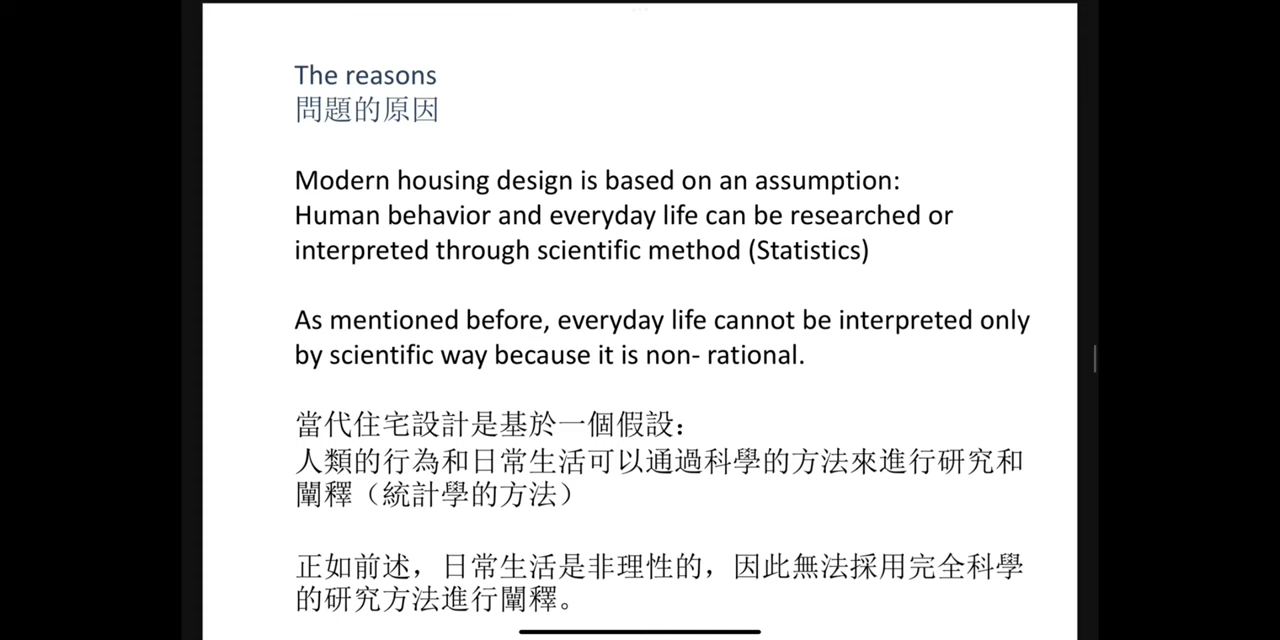 The reasons
問題的原因
Modern housing design is based on an assumption:
Human behavior and everyday life can be researched or
interpreted through scientific method (Statistics)
As mentioned before, everyday life cannot be interpreted only
by scientific way because it is non- rational.
當代住宅設計是基於一個假設：
人類的行為和日常生活可以通過科學的方法來進行研究和
闡釋（統計學的方法）
正如前述，日常生活是非理性的，因此無法採用完全科學
的研究方法進行闡釋。